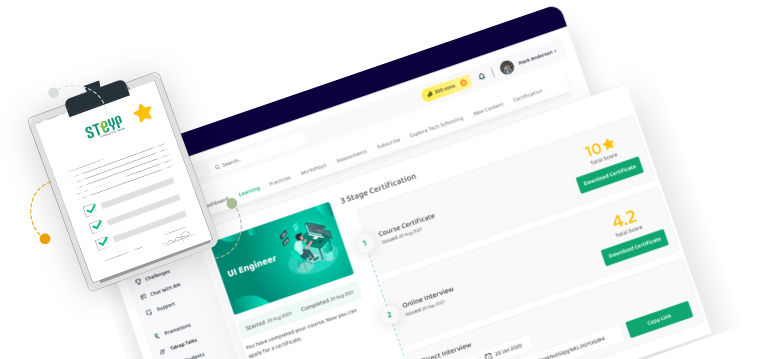 STEYP
300 coins
Mark Anderson
Search...
Dashboard
Learning
Practices
Workshops
Assessments
Subscribe
Explore Tech Schooling
New Content
Certification
3 Stage Certification
UI Engineer
Started 20 Aug 2021
Completed 20 Aug 2021
You have completed your course. Now you can
apply for a certificate.
1
Course Certificate
Issued 20 Aug 2021
10
Total Score
Download Certificate
2
Online Interview
Issued 20 Sep 2021
4.2
Total Score
Download Certificate
Direct Interview
20 Jan 2020
Copy Link
Challenges
Chat With RM
Support
Promotions
Talrop Talks